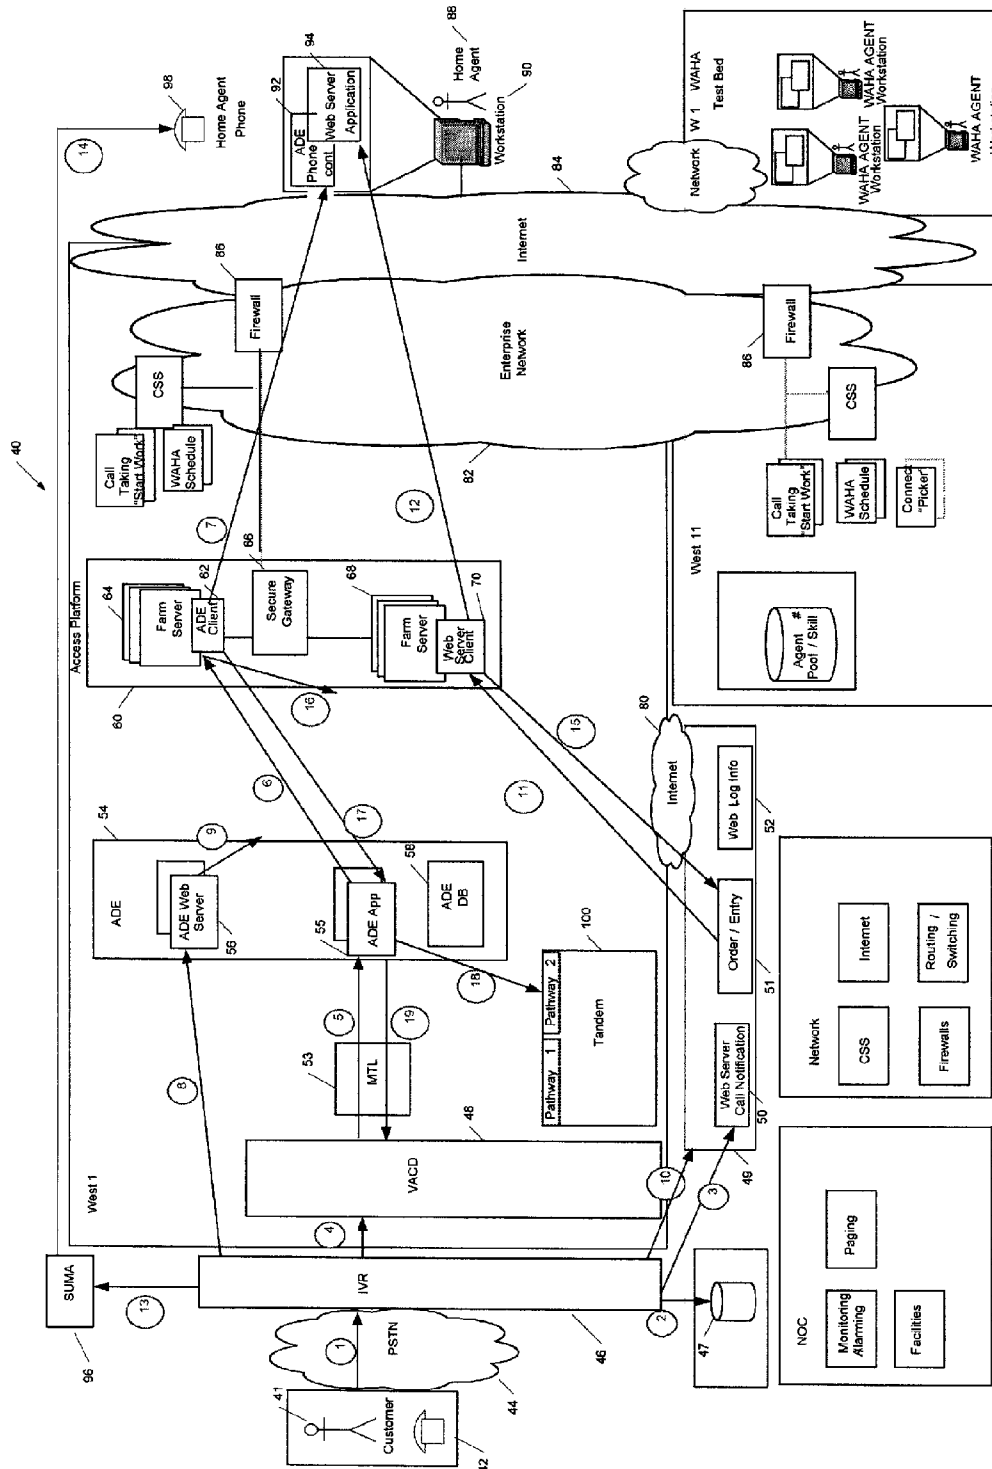 40
14
98
Home Agent
Phone
92
94
ADE
Phone
cont
Web Server
Application
88
Home
Agent
90
Workstation
84
Network
W 1 WAHA
Test Bed
WAHA AGENT
Workstation
WAHA AGENT
Workstation
WAHA AGENT
Internet
86
Firewall
Enterprise
Network
82
86
Firewall
CSS
Call
Taking
"Start Work"
WAHA
Schedule
CSS
Call
Taking
"Start Work"
WAHA
Schedule
Connect
"Picker"
West 11
Agent #
Pool / Skill
7
12
Access Platform
60
64
Farm
Server
62
ADE
Client
66
Secure
Gateway
68
Farm
Server
70
Web
Server
Client
16
6
17
11
15
80
Internet
54
ADE
9
ADE Web
Server
56
55
ADE App
58
ADE
DB
18
100
Pathway 1
Pathway 2
Tandem
Web Log Info
52
Order / Entry
51
Web Server
Call Notification
50
49
8
5
19
53
MTL
48
VACD
West 1
10
3
4
SUMA
96
13
IVR
46
2
47
1
PSTN
44
41
Customer
42
Network
CSS
Internet
Firewalls
Routing /
Switching
NOC
Monitoring
/Alarming
Paging
Facilities